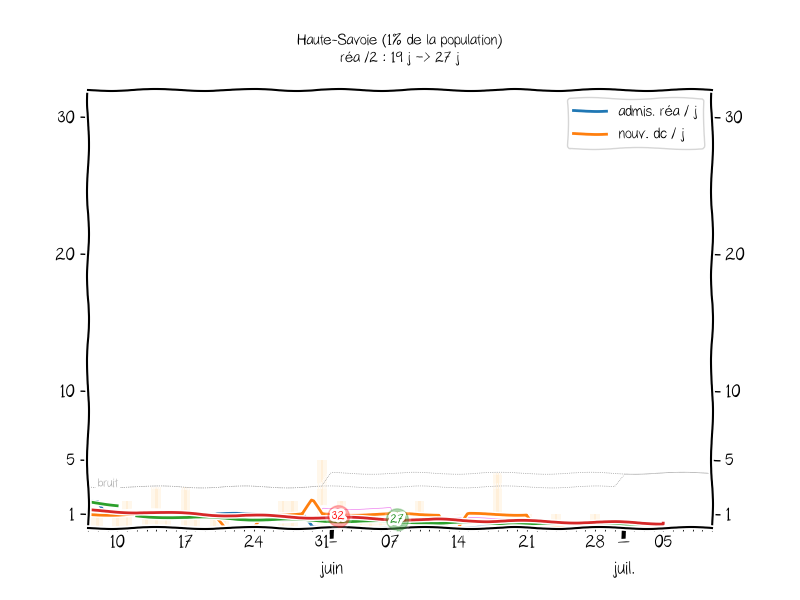 Haute-Savoie (1% de la population)
réa /2 : 19 j -> 27 j
admis. réa / j
nouv. dc / j
30
30
20
20
10
10
5
5
bruit
1
1
32
27
10 17 24 31 07 14 21 28 05
juin juil.